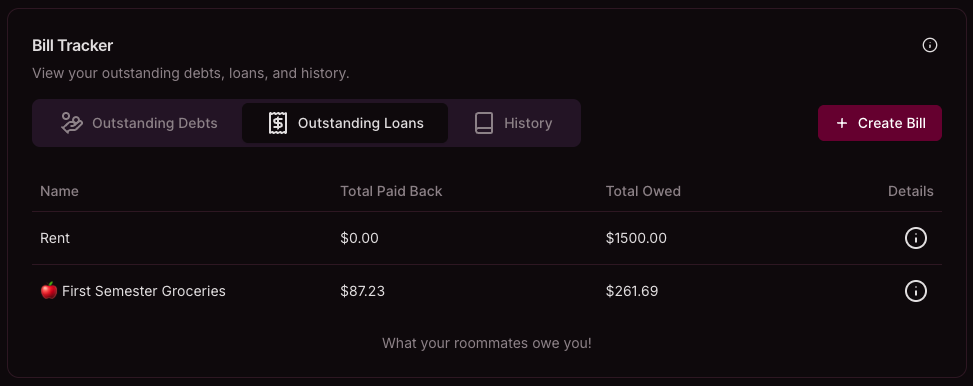 Bill Tracker
View your outstanding debts, loans, and history.
Outstanding Debts Outstanding Loans History + Create Bill
Name Total Paid Back Total Owed Details
Rent $0.00 $1500.00
🍎 First Semester Groceries $87.23 $261.69
What your roommates owe you!